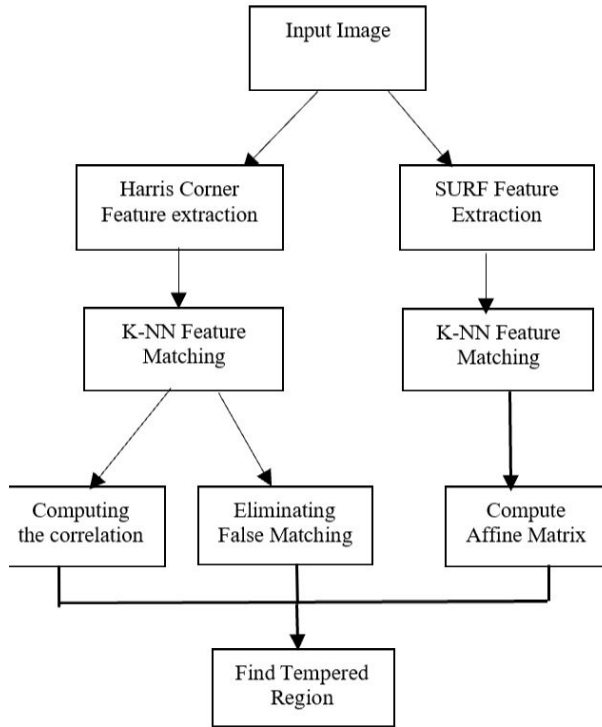 Input Image
Harris Corner
Feature extraction
SURF Feature
Extraction
K-NN Feature
Matching
K-NN Feature
Matching
Computing
the correlation
Eliminating
False Matching
Compute
Affine Matrix
Find Tempered
Region